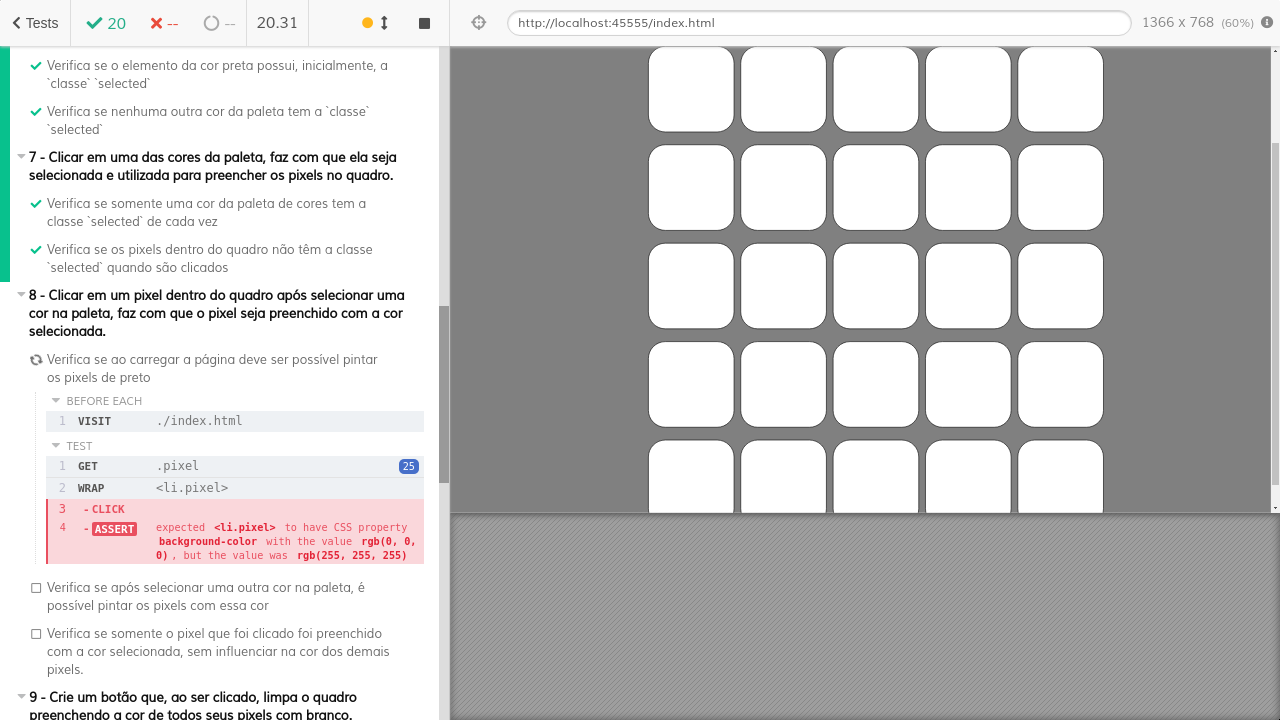 Tests
20
--
--
20.31
http://localhost:45555/index.html
1366 x 768 (60%)
Verifica se o elemento da cor preta possui, inicialmente, a
`classe` `selected`
Verifica se nenhuma outra cor da paleta tem a `classe`
`selected`
7 - Clicar em uma das cores da paleta, faz com que ela seja
selecionada e utilizada para preencher os pixels no quadro.
Verifica se somente uma cor da paleta de cores tem a
classe `selected` de cada vez
Verifica se os pixels dentro do quadro não têm a classe
`selected` quando são clicados
8 - Clicar em um pixel dentro do quadro após selecionar uma
cor na paleta, faz com que o pixel seja preenchido com a cor
selecionada.
Verifica se ao carregar a página deve ser possível pintar
os pixels de preto
BEFORE EACH
1 VISIT ./index.html
TEST
1 GET .pixel 25
2 WRAP <li.pixel>
3 - CLICK
4 - ASSERT expected <li.pixel> to have CSS property
background-color with the value rgb(0, 0,
0), but the value was rgb(255, 255, 255)
Verifica se após selecionar uma outra cor na paleta, é
possível pintar os pixels com essa cor
Verifica se somente o pixel que foi clicado foi preenchido
com a cor selecionada, sem influenciar na cor dos demais
pixels.
9 - Crie um botão que, ao ser clicado, limpa o quadro
preenchendo a cor de todos seus pixels com branco.